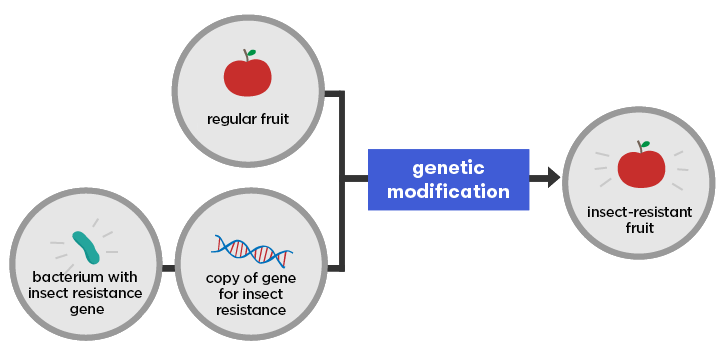 regular fruit
genetic
modification
insect-resistant
fruit
bacterium with
insect resistance
gene
copy of gene
for insect
resistance